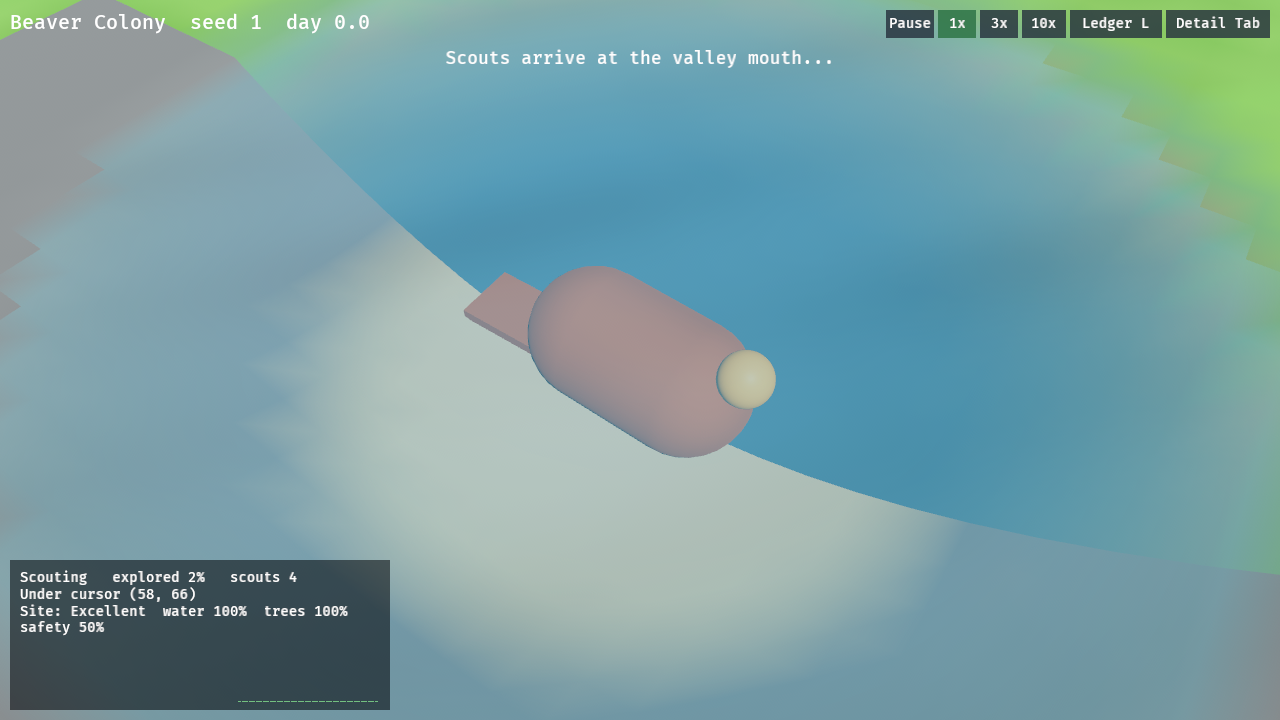 Beaver Colony  seed 1  day 0.0
Pause 1x 3x 10x Ledger L Detail Tab
Scouts arrive at the valley mouth...
Scouting   explored 2%   scouts 4
Under cursor (58, 66)
Site: Excellent  water 100%  trees 100%
safety 50%